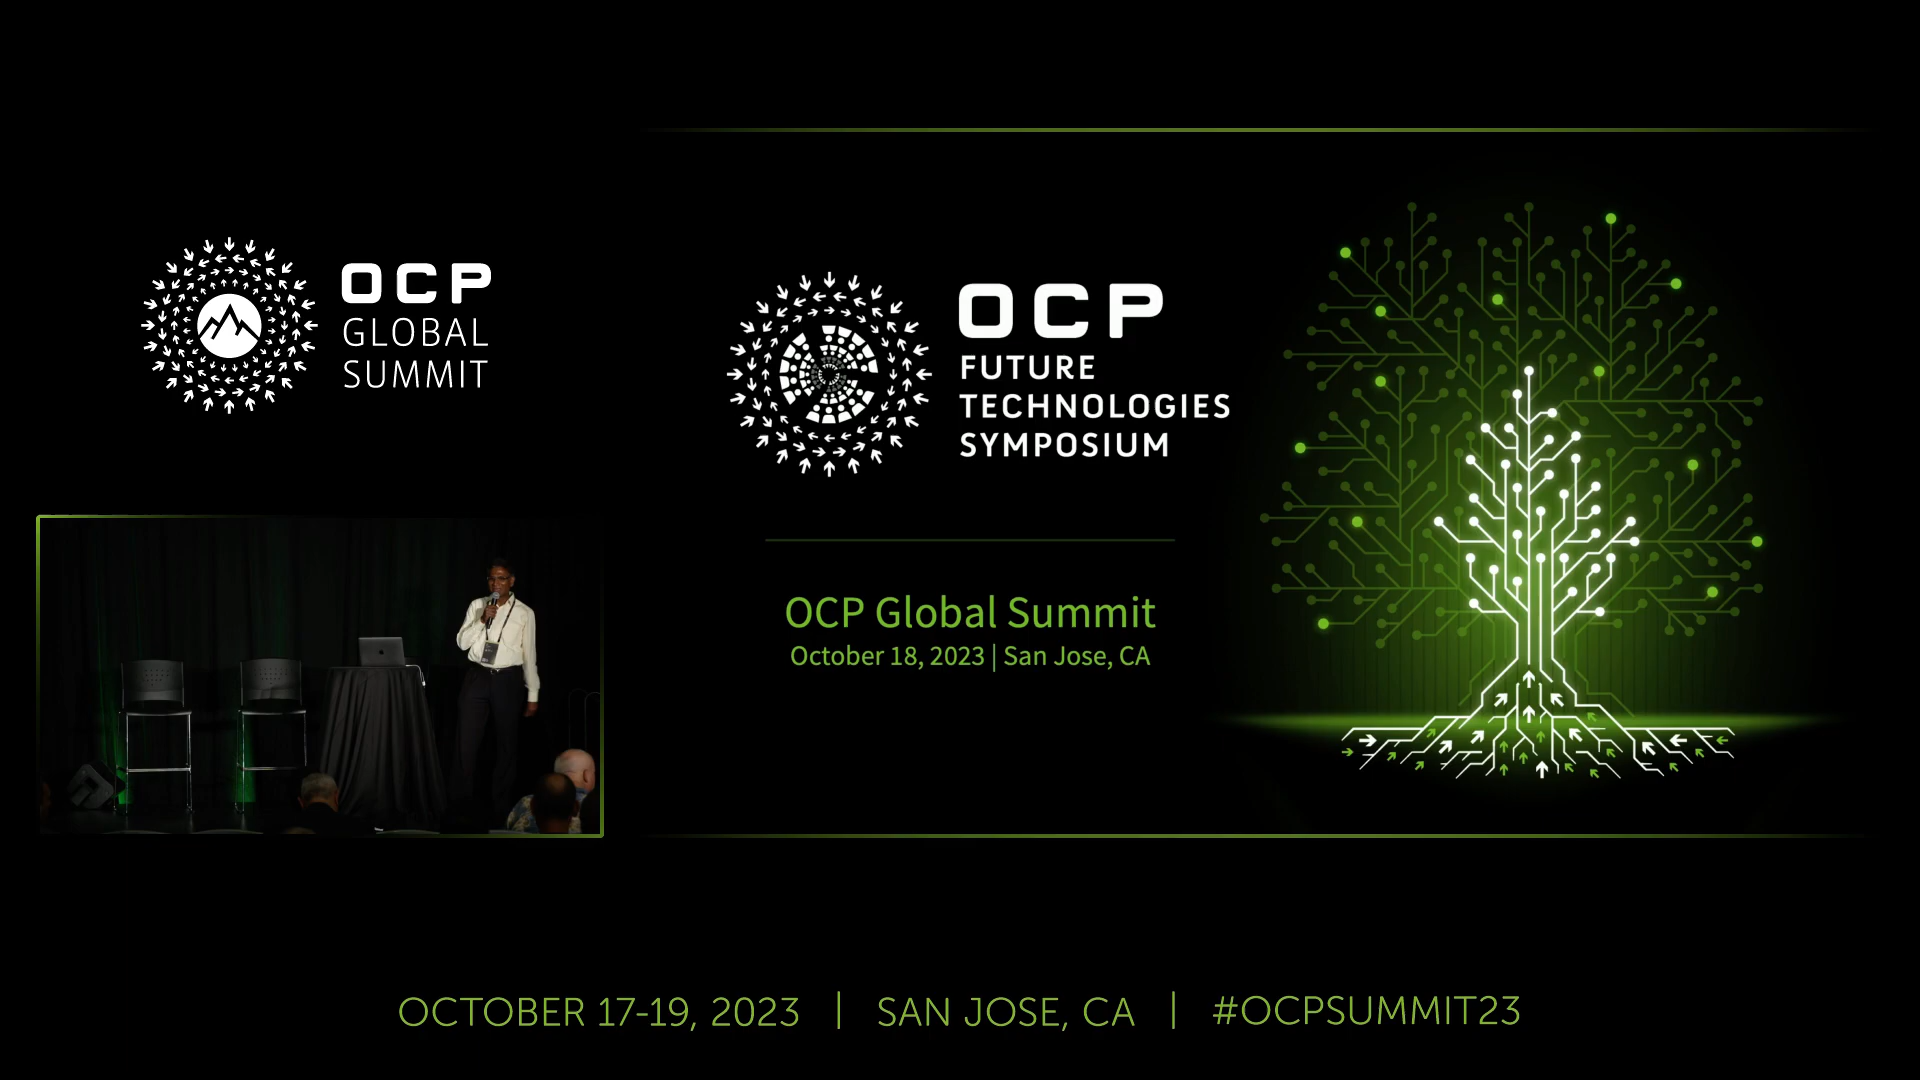 OCP
GLOBAL
SUMMIT
OCP
FUTURE
TECHNOLOGIES
SYMPOSIUM
OCP Global Summit
October 18, 2023 | San Jose, CA
OCTOBER 17-19, 2023 | SAN JOSE, CA | #OCPSUMMIT23